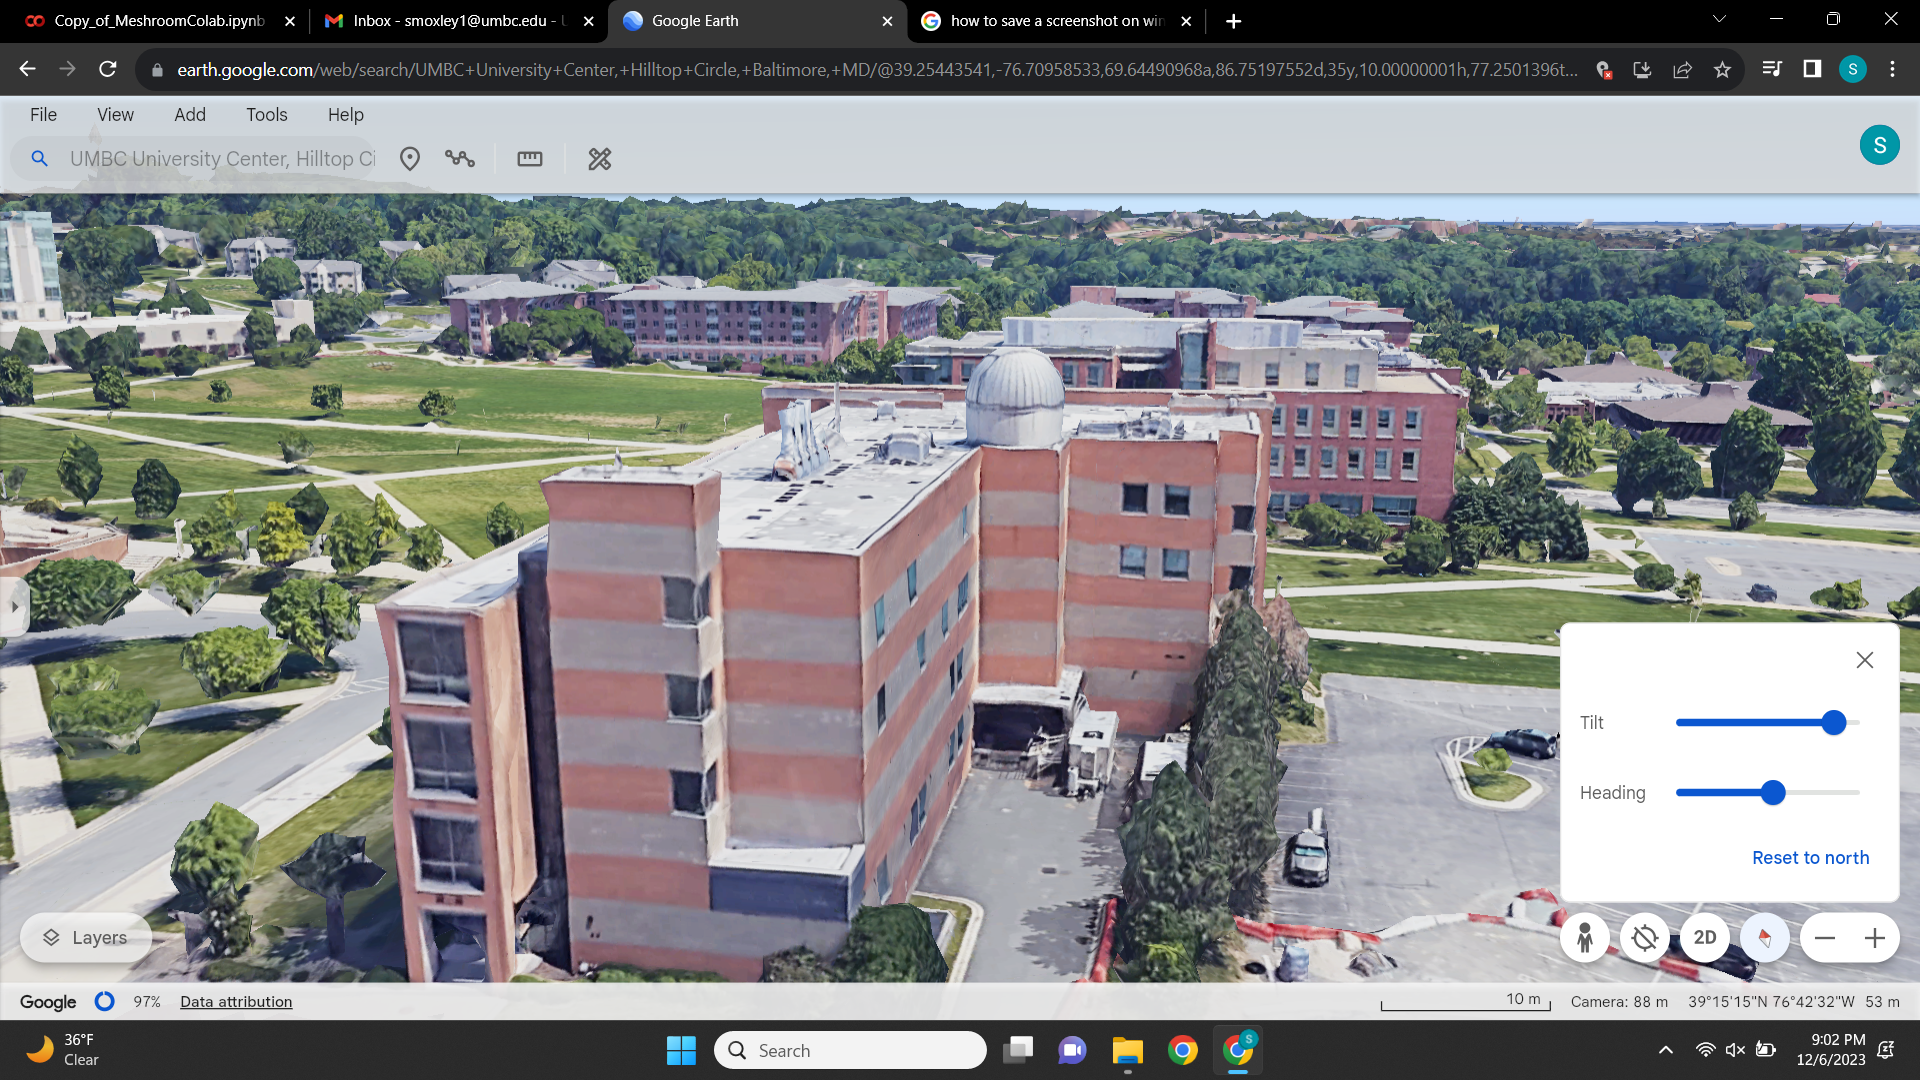 Copy_of_MeshroomColab.ipynb
Inbox - smoxley1@umbc.edu - U
Google Earth
how to save a screenshot on win
earth.google.com/web/search/UMBC+University+Center,+Hilltop+Circle,+Baltimore,+MD/@39.25443541,-76.70958533,69.64490968a,86.75197552d,35y,10.00000001h,77.2501396t...
S
File View Add Tools Help
UMBC University Center, Hilltop Ci
S
Tilt
Heading
Reset to north
Layers
2D
Google 97% Data attribution
10 m Camera: 88 m 39°15'15"N 76°42'32"W 53 m
36°F
Clear
Search
S
9:02 PM
12/6/2023